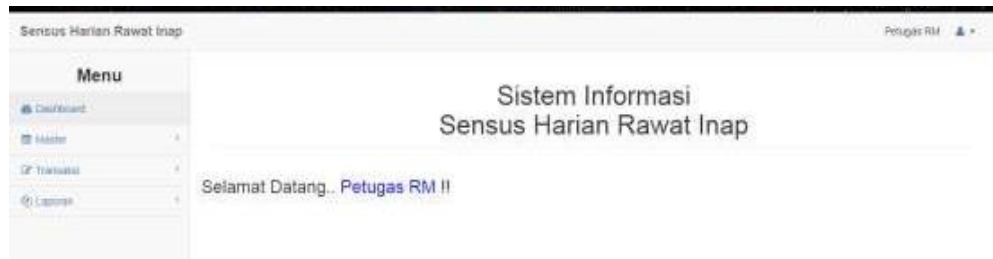 Sensus Harian Rawat Inap
Petugas RM
Menu
Dashboard
Master
Transaksi
Laporan
Sistem Informasi
Sensus Harian Rawat Inap
Selamat Datang.. Petugas RM !!